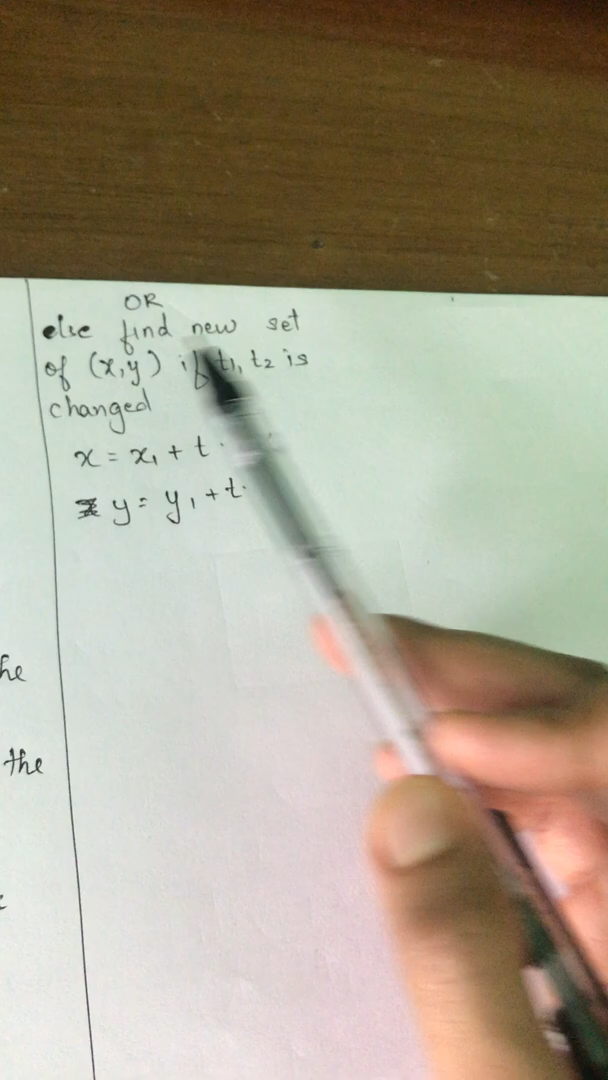 OR
else find new set
of (x,y) if t1, t2 is
changed
x = x1 + t.
y = y1 + t.
he
the